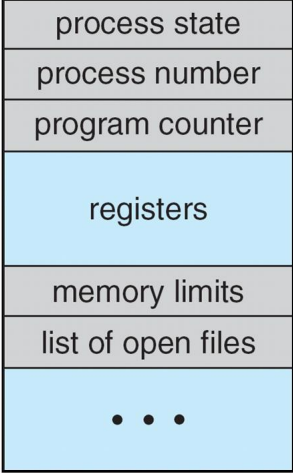 process state
process number
program counter
registers
memory limits
list of open files
• • •